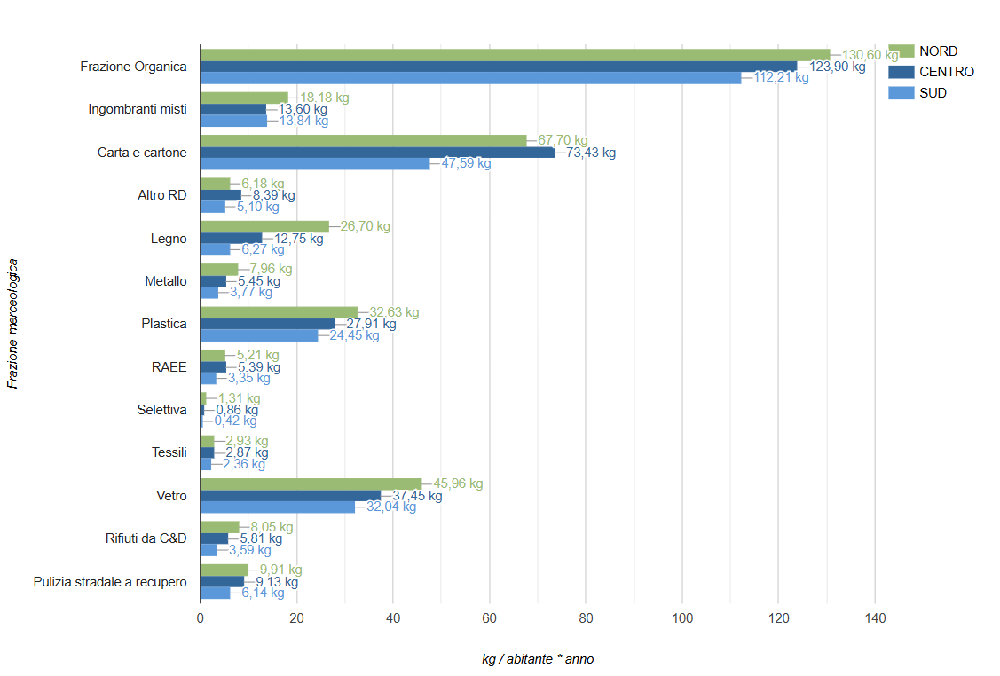 NORD
CENTRO
SUD
Frazione Organica
130,60 kg
123,90 kg
112,21 kg
Ingombranti misti
18,18 kg
13,60 kg
13,84 kg
Carta e cartone
67,70 kg
73,43 kg
47,59 kg
Altro RD
6,18 kg
8,39 kg
5,10 kg
Legno
26,70 kg
12,75 kg
6,27 kg
Metallo
7,96 kg
5,45 kg
3,77 kg
Plastica
32,63 kg
27,91 kg
24,45 kg
RAEE
5,21 kg
5,39 kg
3,35 kg
Selettiva
1,31 kg
0,86 kg
0,42 kg
Tessili
2,93 kg
2,87 kg
2,36 kg
Vetro
45,96 kg
37,45 kg
32,04 kg
Rifiuti da C&D
8,05 kg
5,81 kg
3,59 kg
Pulizia stradale a recupero
9,91 kg
9,13 kg
6,14 kg
0 20 40 60 80 100 120 140
kg / abitante * anno
Frazione merceologica